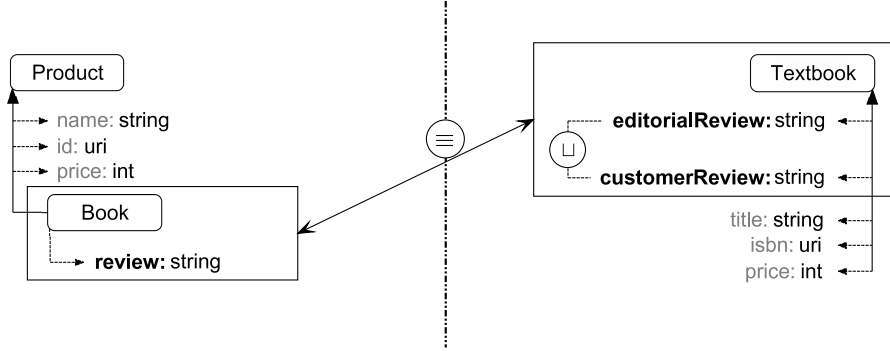 Product
name: string
id: uri
price: int
Book
review: string
≡
Textbook
editorialReview: string
⊔
customerReview: string
title: string
isbn: uri
price: int